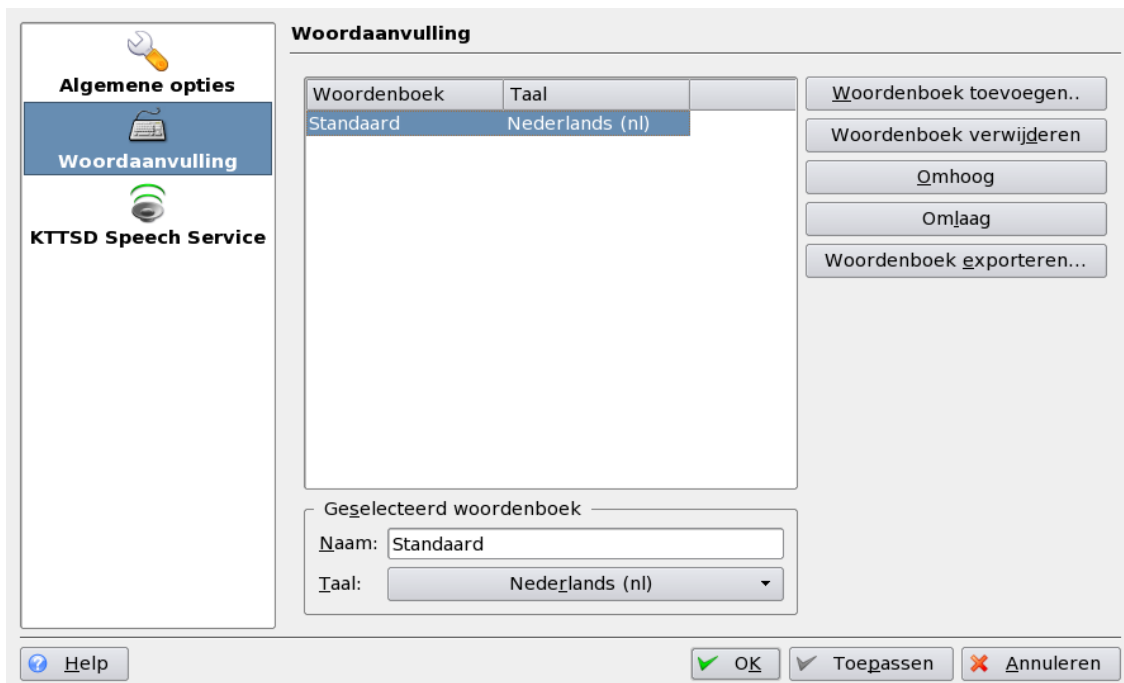 Algemene opties
Woordaanvulling
KTTSD Speech Service
Woordaanvulling
Woordenboek Taal
Standaard Nederlands (nl)
Woordenboek toevoegen..
Woordenboek verwijderen
Omhoog
Omlaag
Woordenboek exporteren...
Geselecteerd woordenboek
Naam: Standaard
Taal: Nederlands (nl)
Help
OK
Toepassen
Annuleren